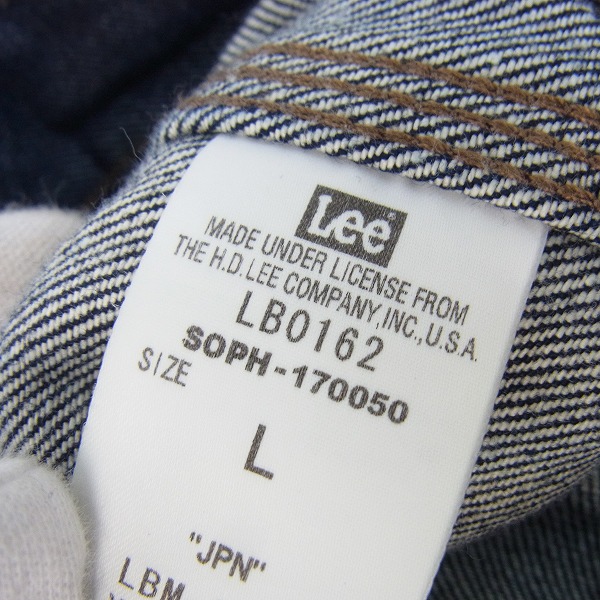 Lee
MADE UNDER LICENSE FROM
THE H.D.LEE COMPANY,INC.,U.S.A.
LB0162
SOPH-170050
SIZE
L
"JPN"
LBM